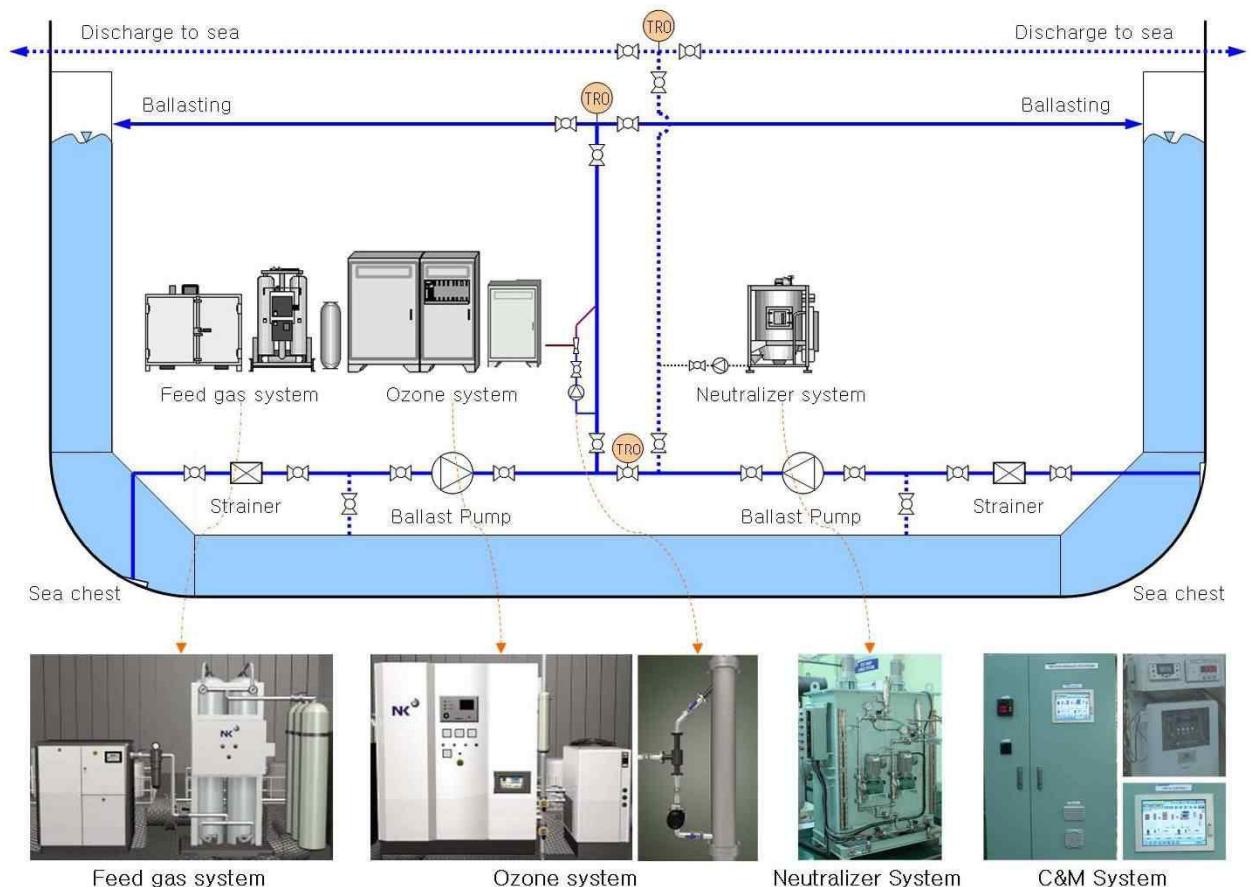 Discharge to sea
TRO
Discharge to sea
Ballasting
TRO
Ballasting
Feed gas system
Ozone system
Neutralizer system
TRO
Strainer
Ballast Pump
Ballast Pump
Strainer
Sea chest
Sea chest
NK
NK
Feed gas system
Ozone system
Neutralizer System
C&M System